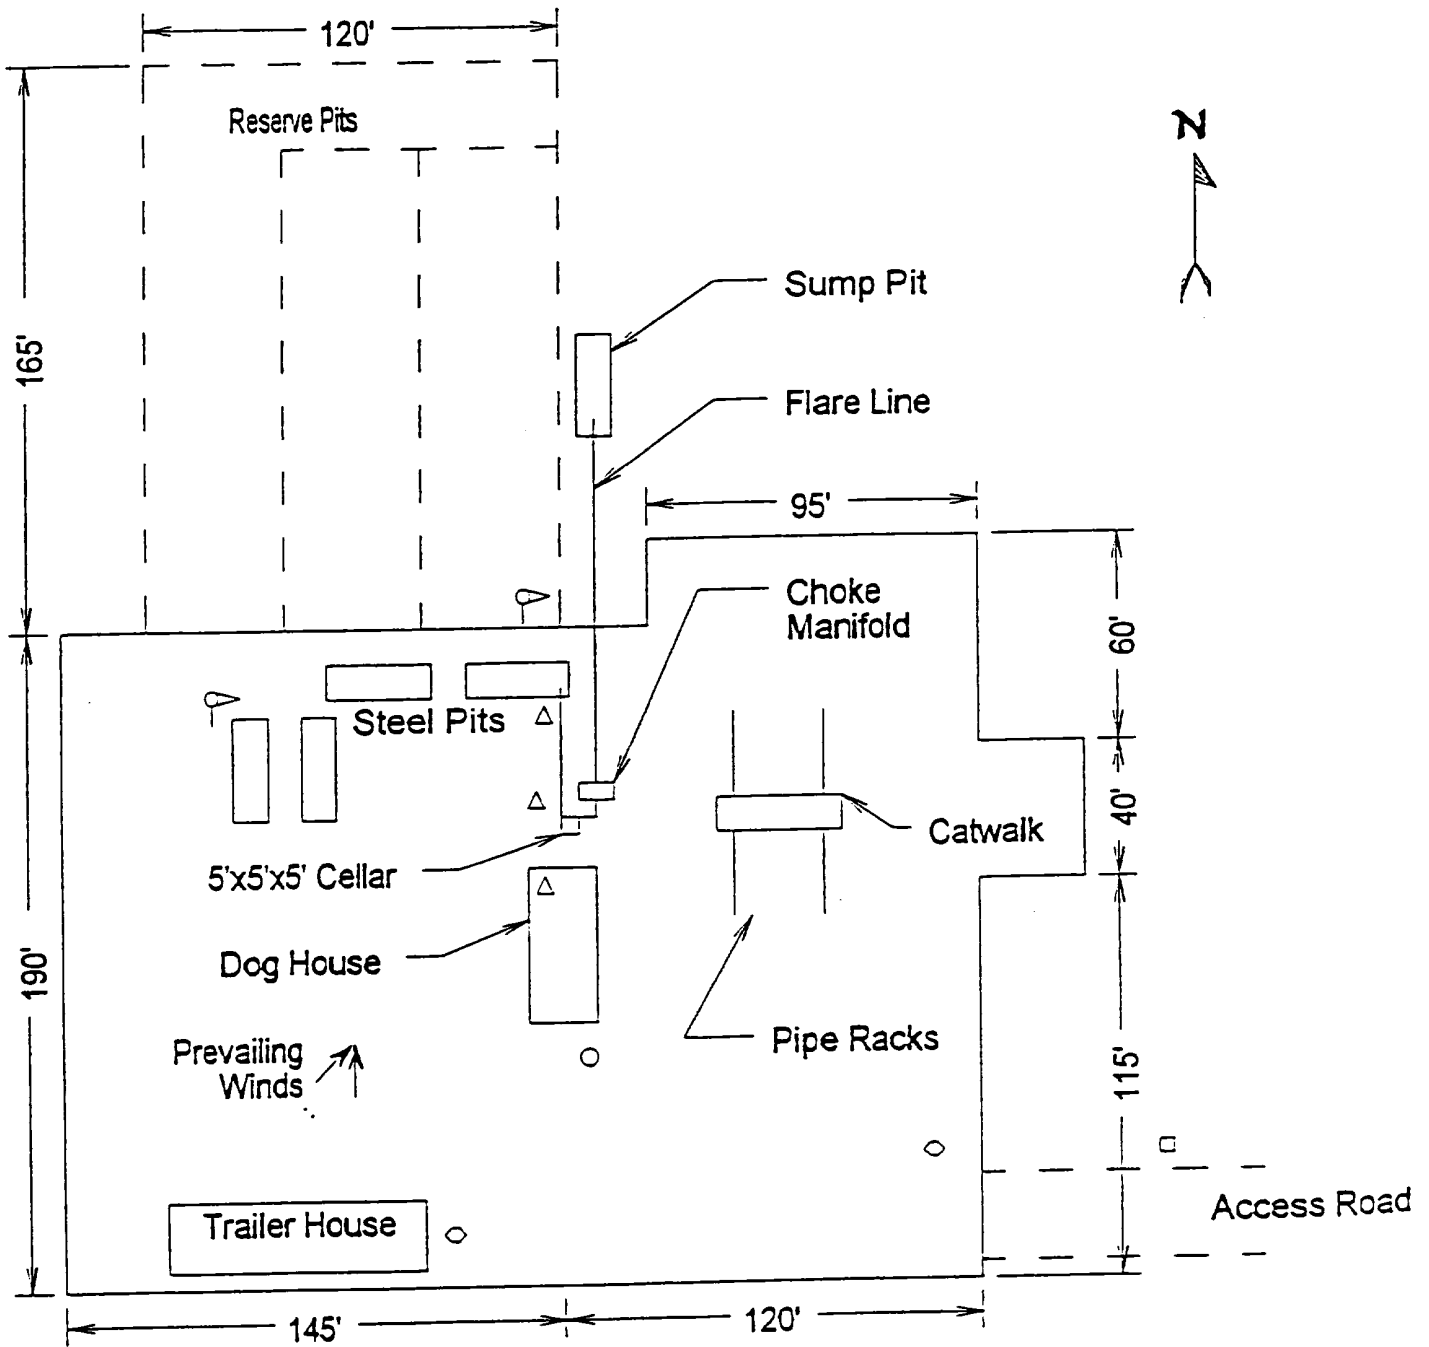 120'
Reserve Pits
N
165'
Sump Pit
Flare Line
95'
Choke
Manifold
60'
Steel Pits
40'
Catwalk
5'x5'x5' Cellar
Dog House
190'
Pipe Racks
Prevailing
Winds
115'
Access Road
Trailer House
145'
120'